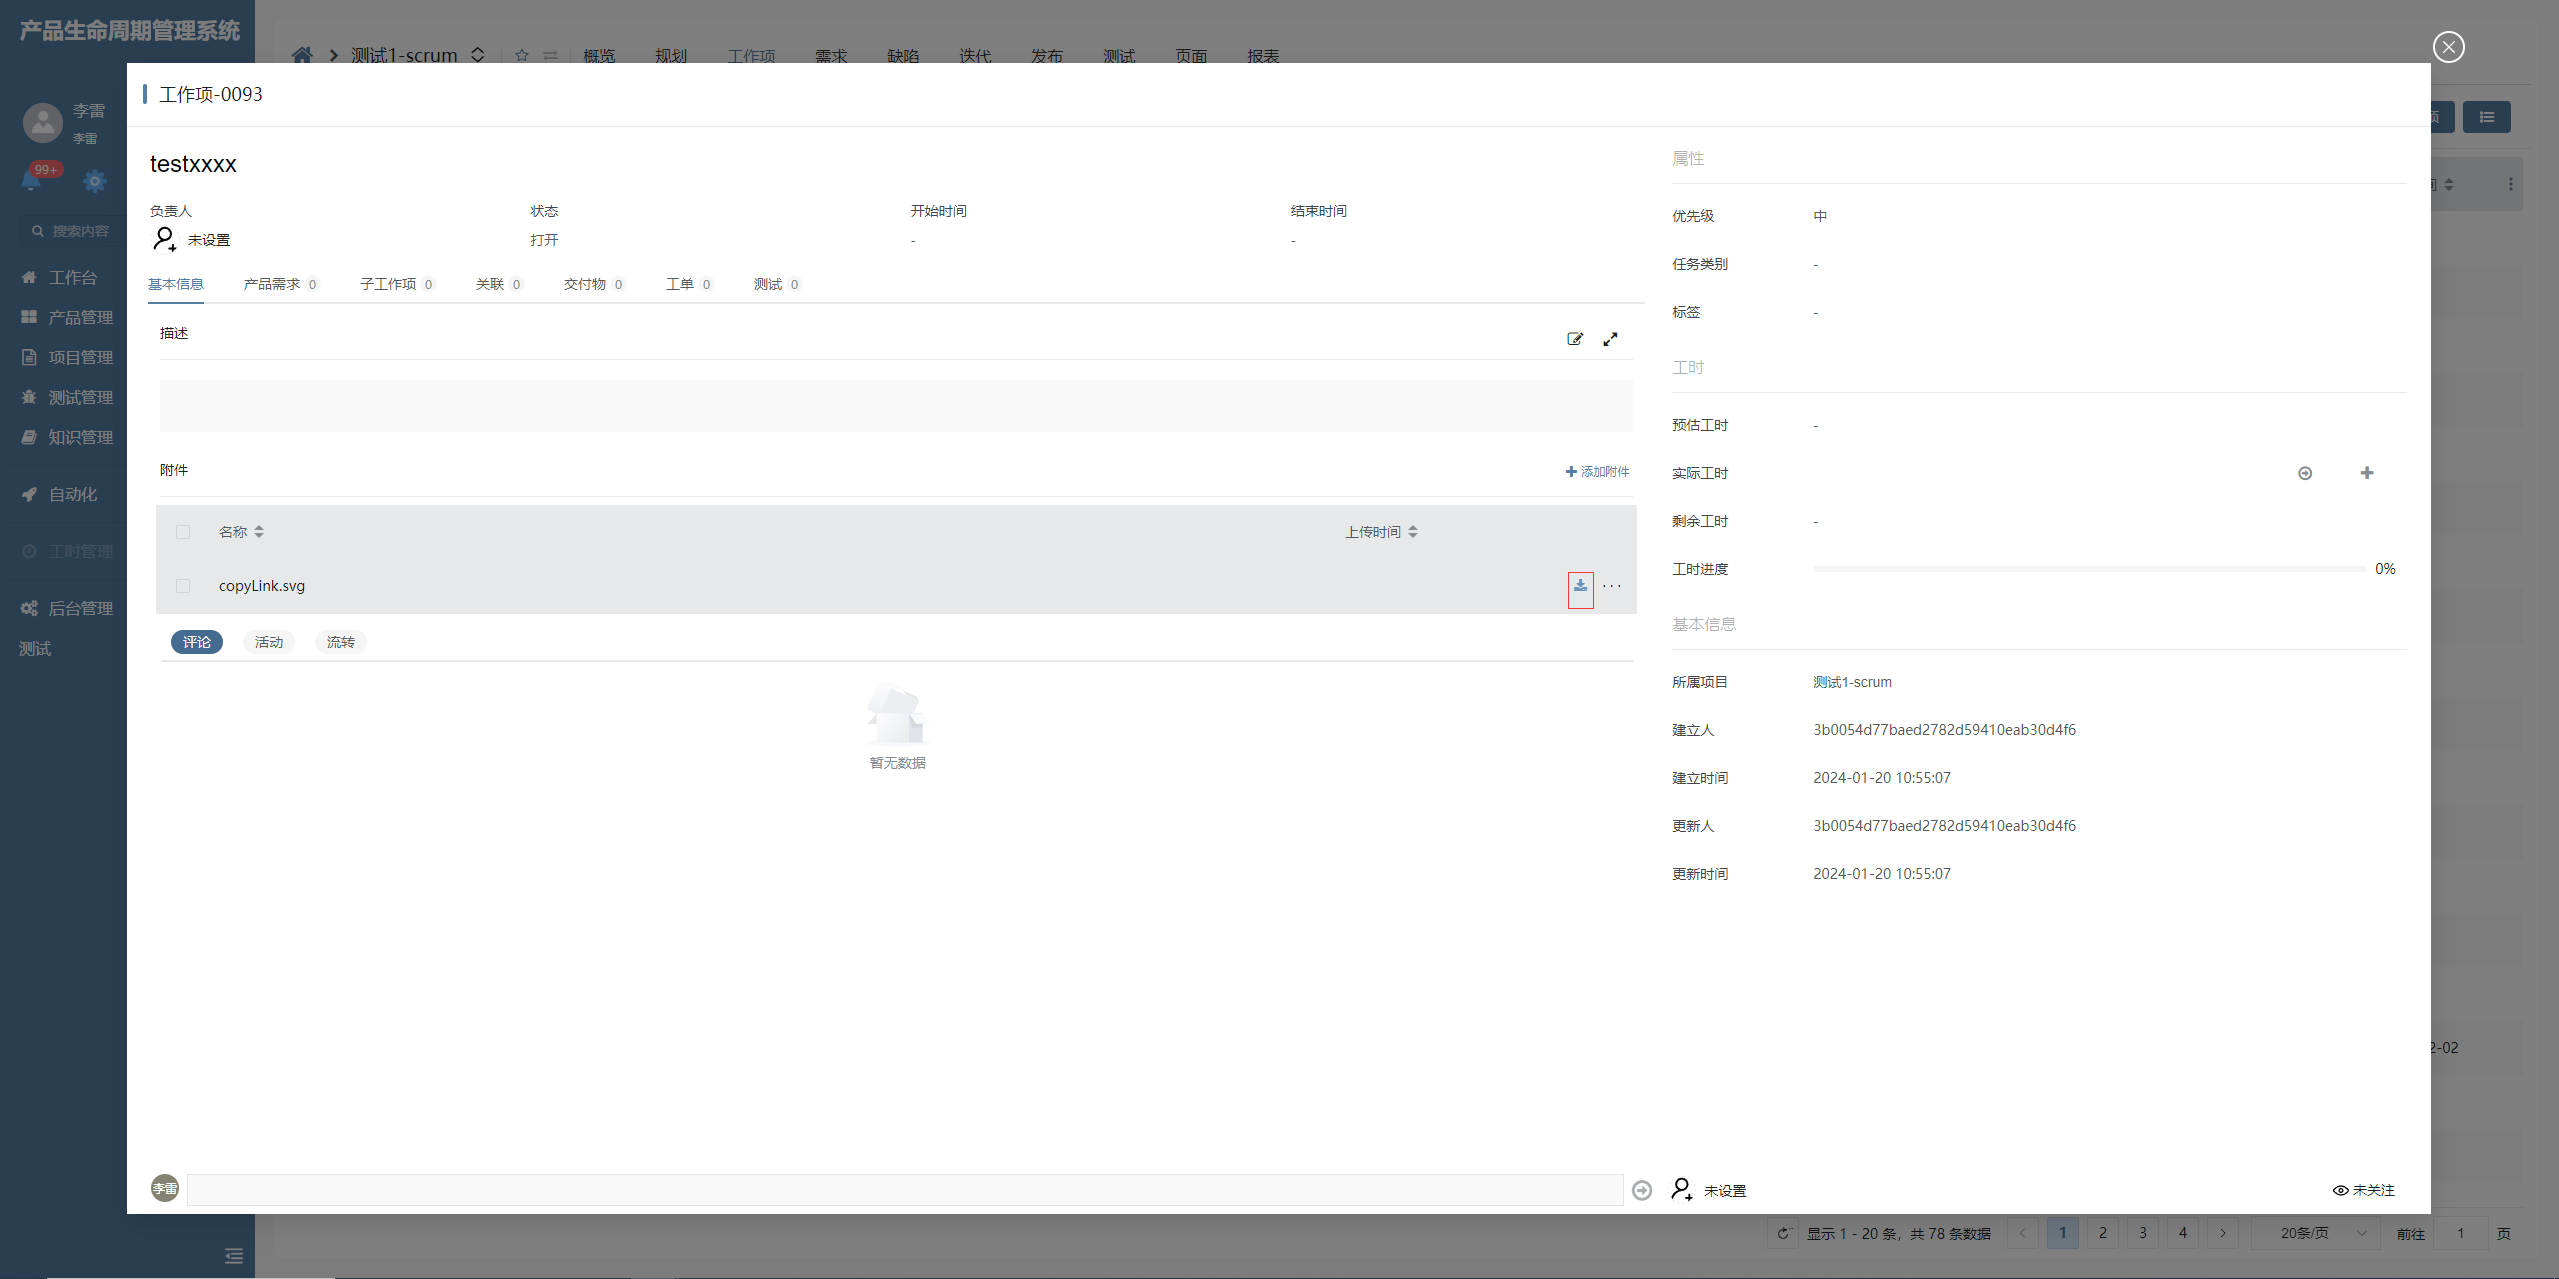 产品生命周期管理系统
测试1-scrum
概览
规划
工作项
需求
缺陷
迭代
发布
测试
页面
报表
李雷
李雷
99+
搜索内容
工作台
产品管理
项目管理
测试管理
知识管理
自动化
工时管理
后台管理
测试
工作项-0093
testxxxx
负责人
状态
开始时间
结束时间
未设置
打开
-
-
基本信息
产品需求 0
子工作项 0
关联 0
交付物 0
工单 0
测试 0
描述
附件
添加附件
名称
上传时间
copyLink.svg
评论
活动
流转
暂无数据
属性
优先级
中
任务类别
-
标签
-
工时
预估工时
-
实际工时
剩余工时
-
工时进度
0%
基本信息
所属项目
测试1-scrum
建立人
3b0054d77baed2782d59410eab30d4f6
建立时间
2024-01-20 10:55:07
更新人
3b0054d77baed2782d59410eab30d4f6
更新时间
2024-01-20 10:55:07
2-02
李雷
未设置
未关注
显示 1 - 20 条，共 78 条数据
1
2
3
4
20条/页
前往
1
页